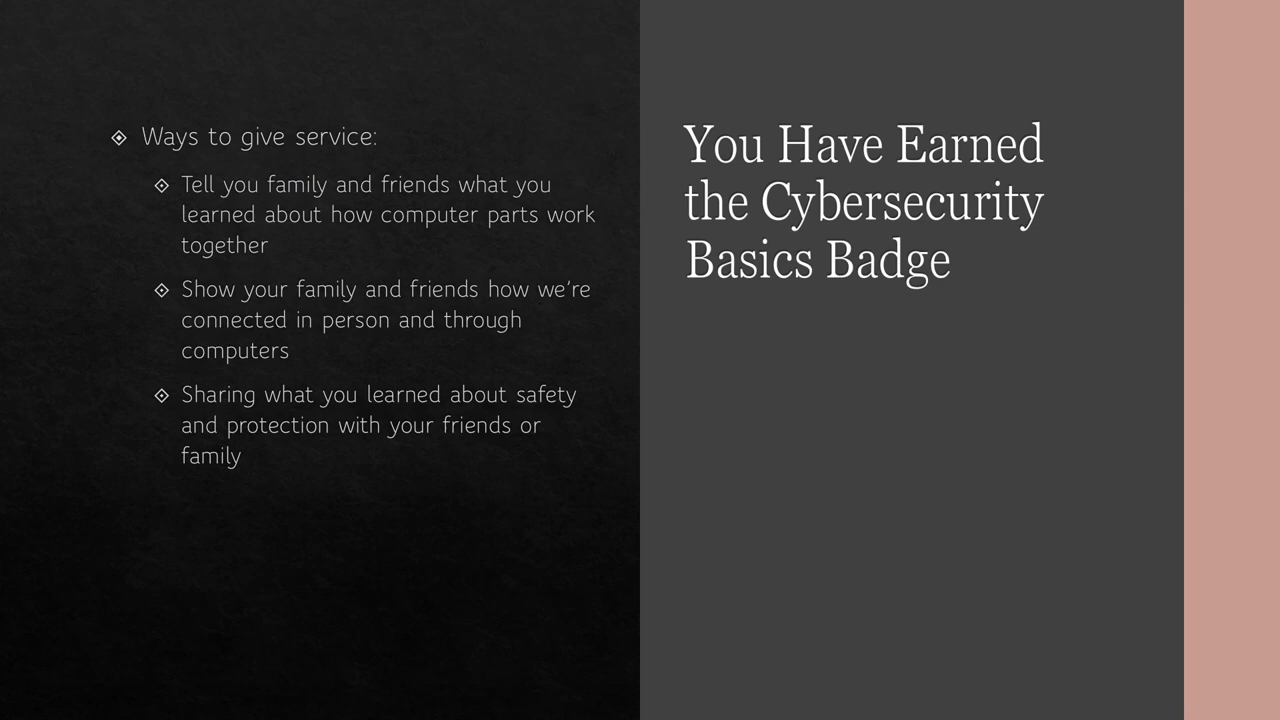 Ways to give service:
Tell you family and friends what you
learned about how computer parts work
together
Show your family and friends how we're
connected in person and through
computers
Sharing what you learned about safety
and protection with your friends or
family
You Have Earned
the Cybersecurity
Basics Badge